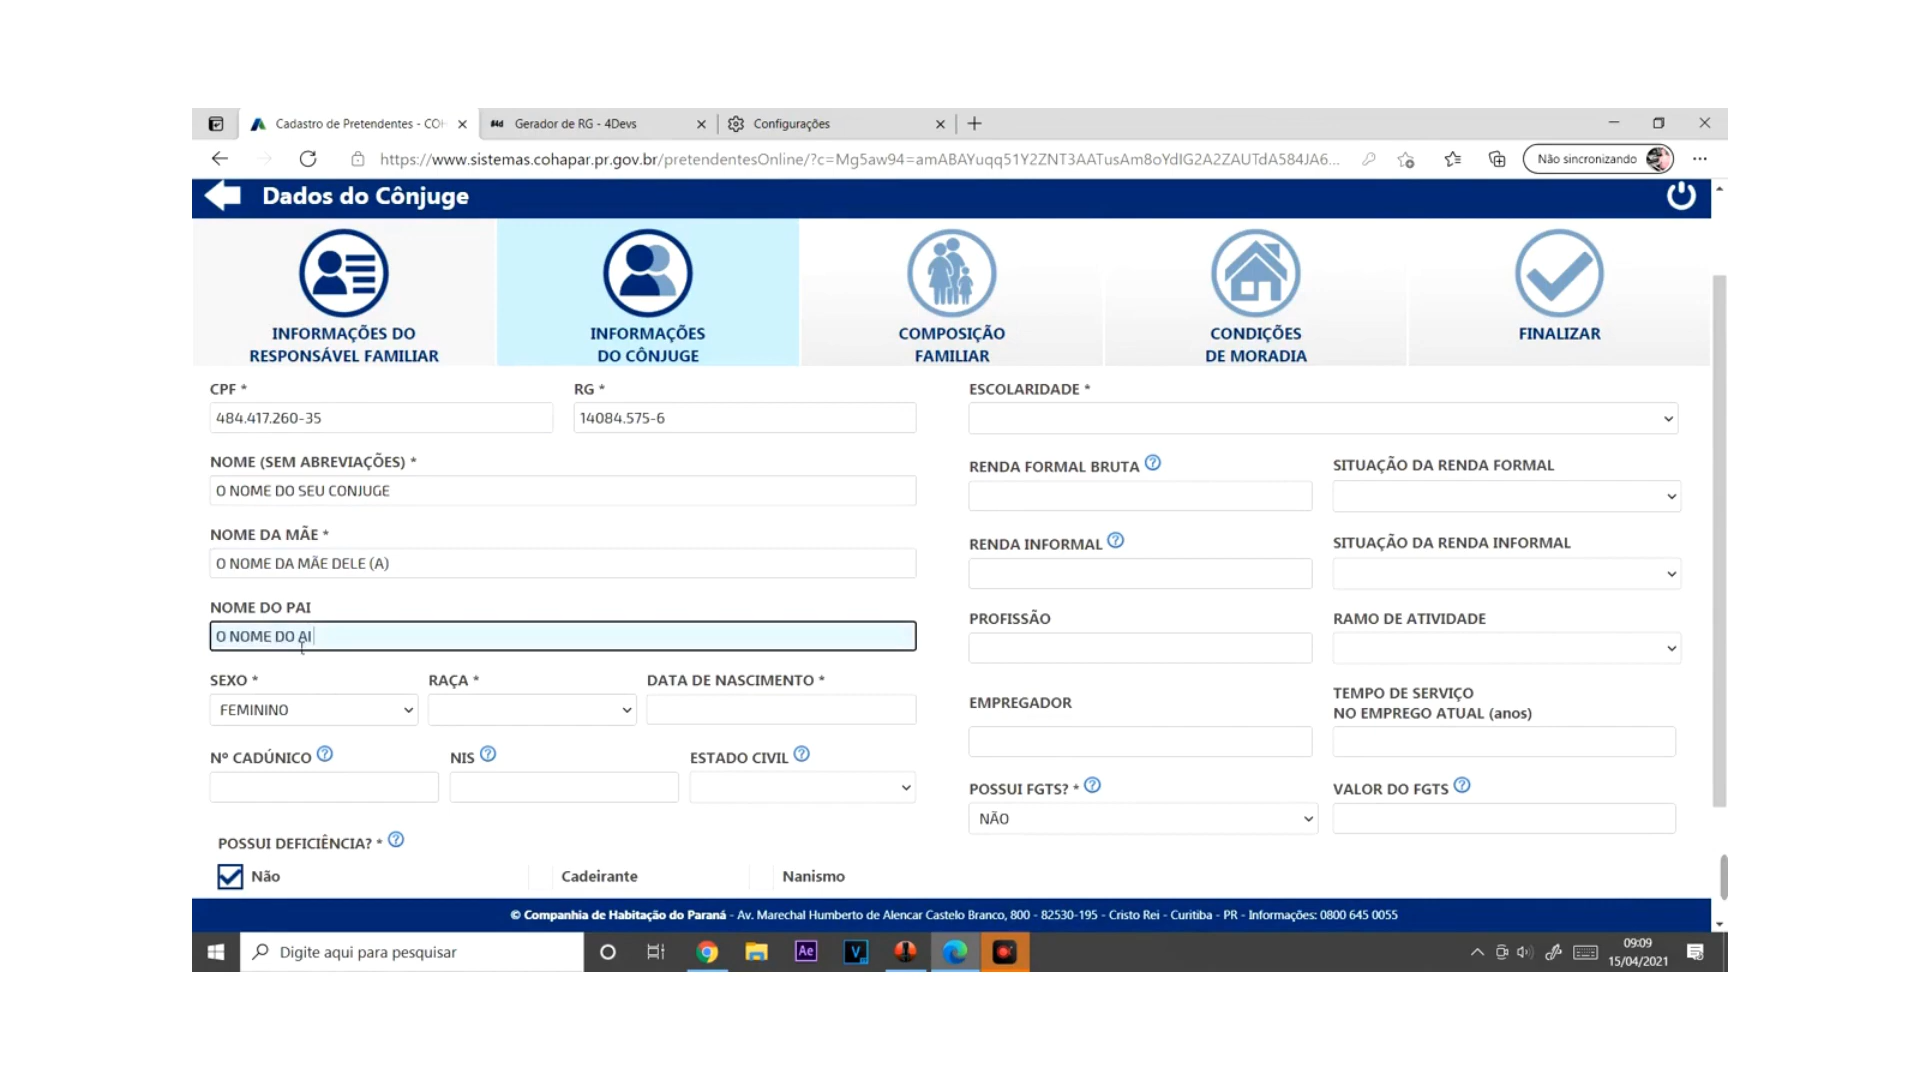 Cadastro de Pretendentes - COH
84d Gerador de RG - 4Devs
Configurações
https://www.sistemas.cohapar.pr.gov.br/pretendentesOnline/?c=Mg5aw94=amABAYuqq51Y2ZNT3AATusAm8oYdIG2A2ZAUTdA584JA6...
Não sincronizando
Dados do Cônjuge
INFORMAÇÕES DO
RESPONSÁVEL FAMILIAR
INFORMAÇÕES
DO CÔNJUGE
COMPOSIÇÃO
FAMILIAR
CONDIÇÕES
DE MORADIA
FINALIZAR
CPF *
RG *
484.417.260-35
14084.575-6
NOME (SEM ABREVIAÇÕES) *
O NOME DO SEU CONJUGE
NOME DA MÃE *
O NOME DA MÃE DELE (A)
NOME DO PAI
O NOME DO AI
SEXO *
RAÇA *
DATA DE NASCIMENTO *
FEMININO
Nº CADÚNICO ?
NIS ?
ESTADO CIVIL ?
POSSUI DEFICIÊNCIA? * ?
Não
Cadeirante
Nanismo
ESCOLARIDADE *
RENDA FORMAL BRUTA ?
SITUAÇÃO DA RENDA FORMAL
RENDA INFORMAL ?
SITUAÇÃO DA RENDA INFORMAL
PROFISSÃO
RAMO DE ATIVIDADE
EMPREGADOR
TEMPO DE SERVIÇO
NO EMPREGO ATUAL (anos)
POSSUI FGTS? * ?
VALOR DO FGTS ?
NÃO
© Companhia de Habitação do Paraná - Av. Marechal Humberto de Alencar Castelo Branco, 800 - 82530-195 - Cristo Rei - Curitiba - PR - Informações: 0800 645 0055
Digite aqui para pesquisar
Ae
V
09:09
15/04/2021